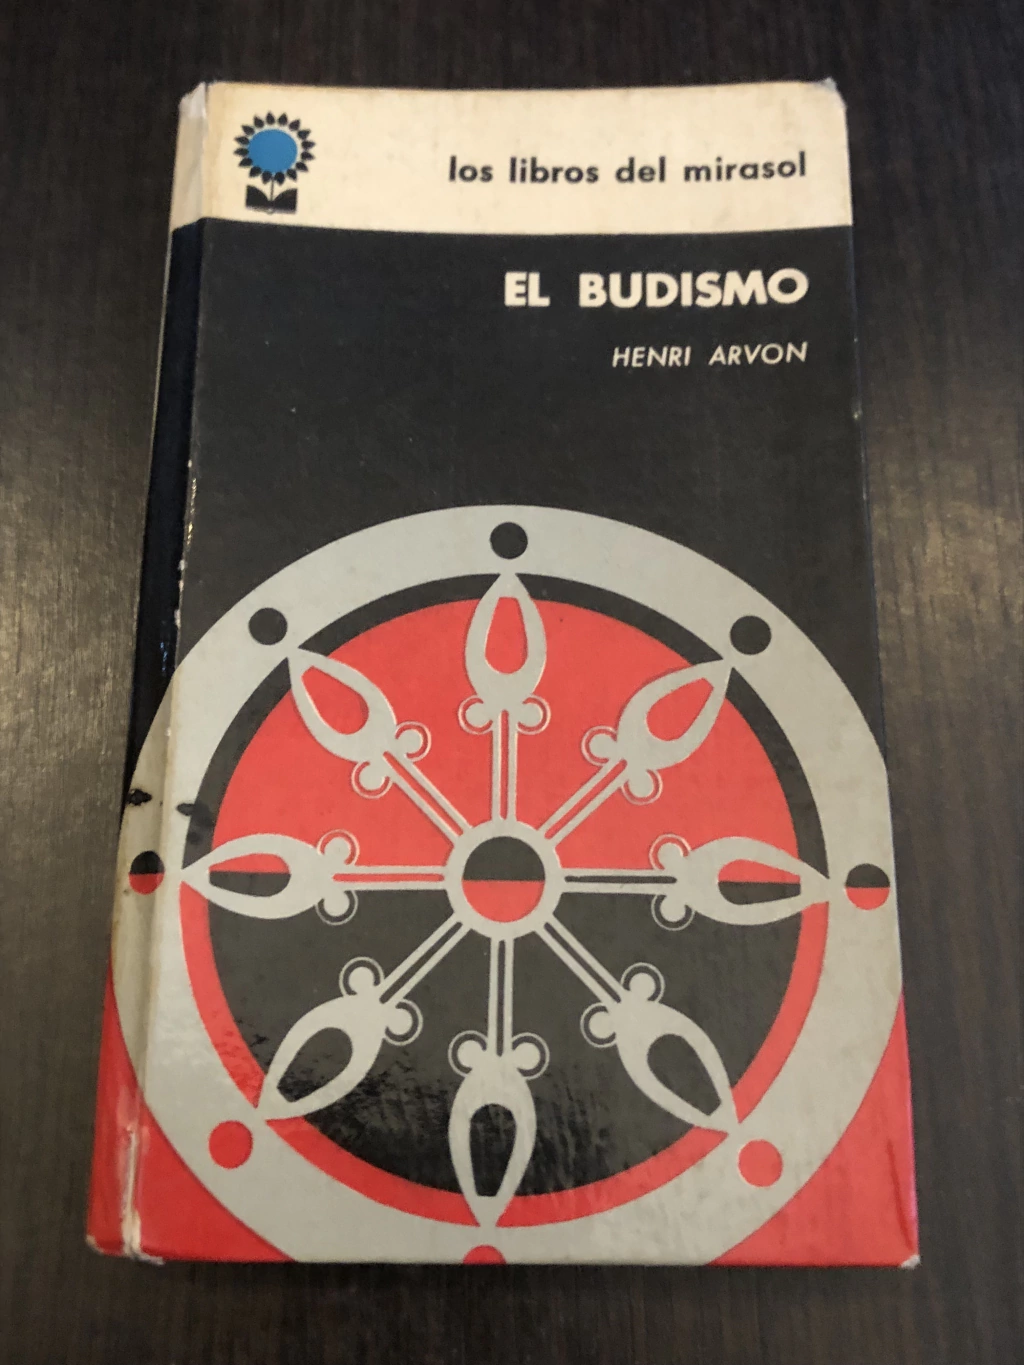 los libros del mirasol
EL BUDISMO
HENRI ARVON